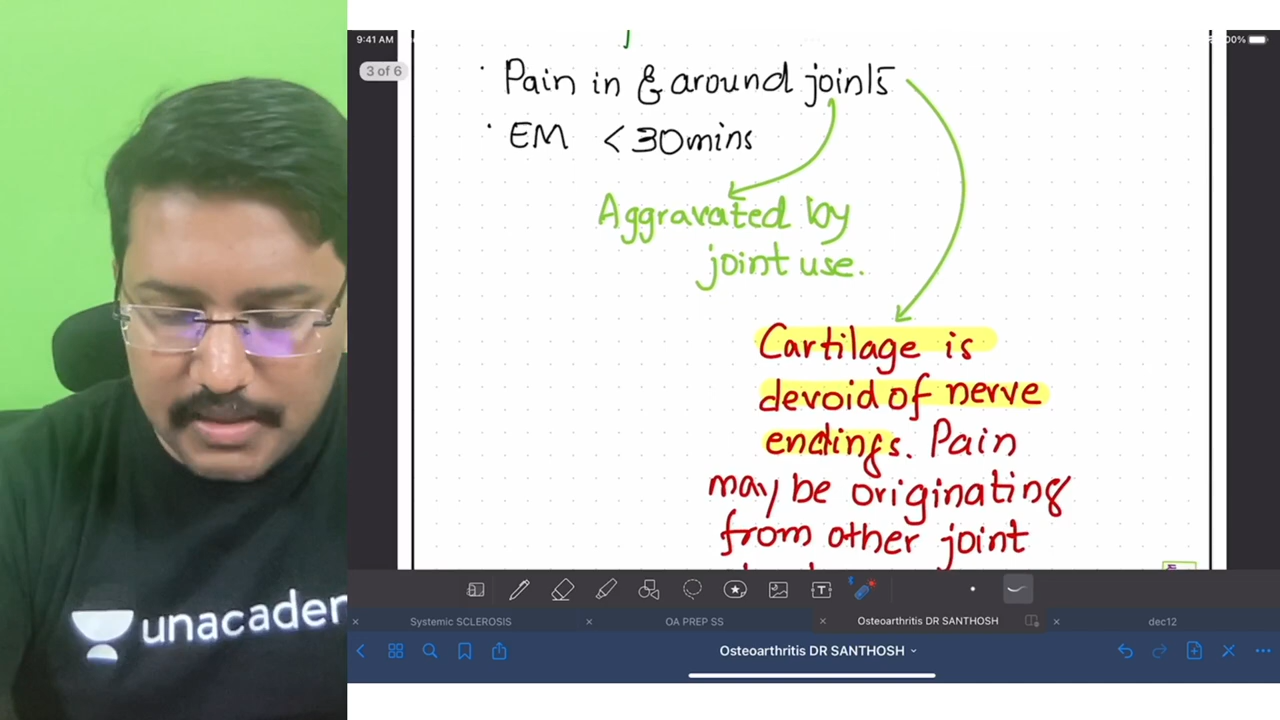 9:41 AM
00%
3 of 6
Pain in & around joints
EM <30mins
Aggravated by
joint use.
Cartilage is
devoid of nerve
endings. Pain
may be originating
from other joint
unacadem
Systemic SCLEROSIS
OA PREP SS
Osteoarthritis DR SANTHOSH
dec12
Osteoarthritis DR SANTHOSH